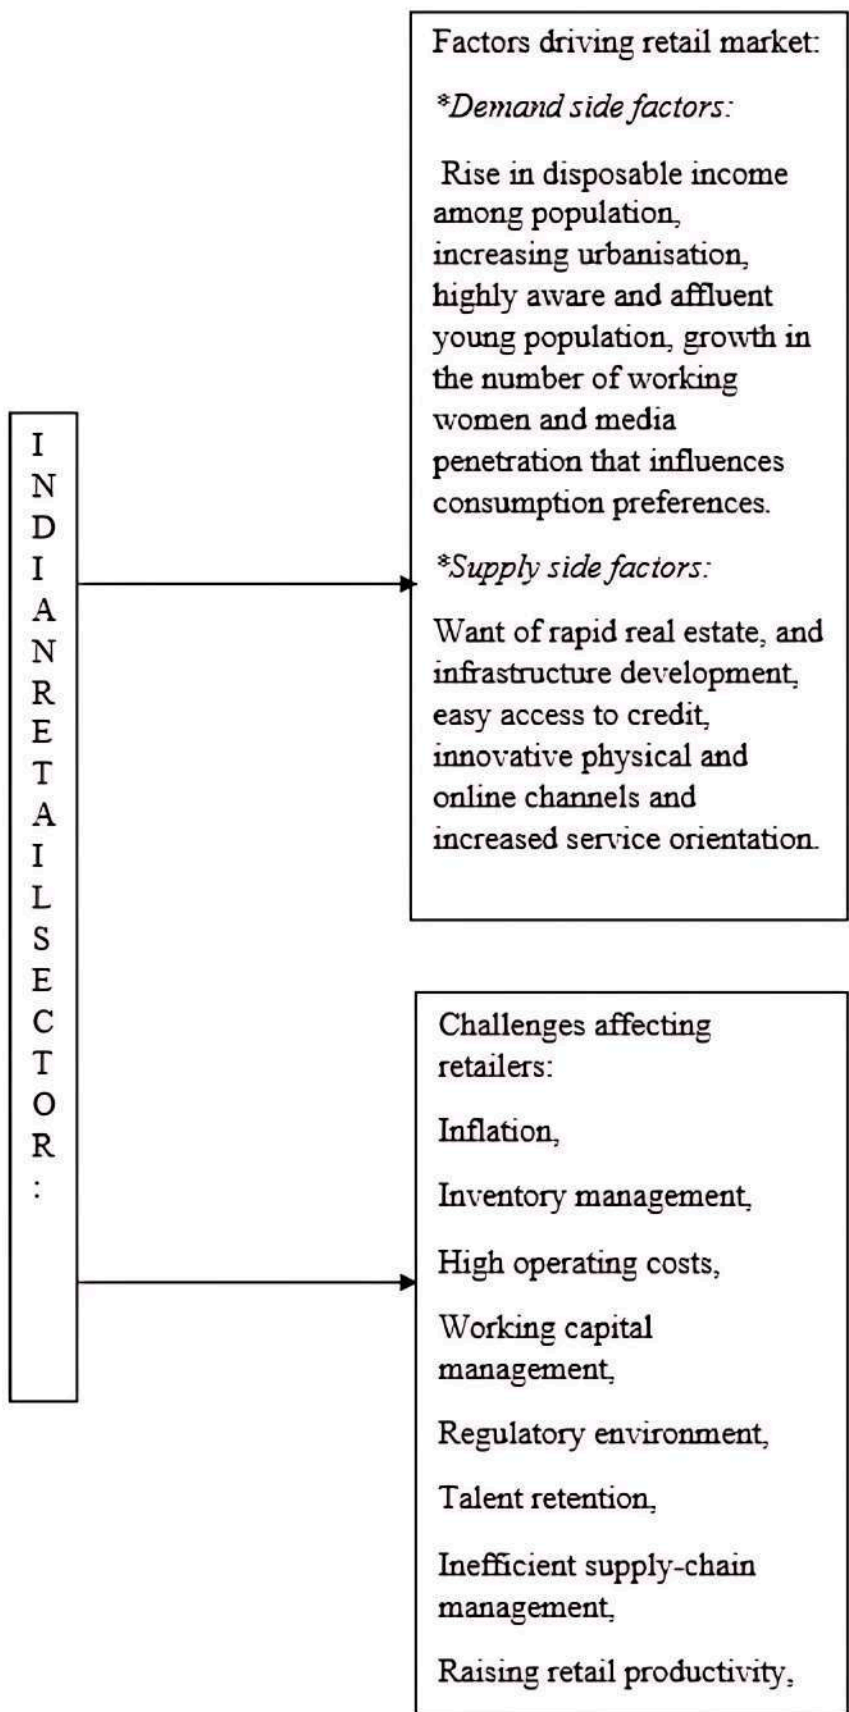 I
N
D
I
A
N
R
E
T
A
I
L
S
E
C
T
O
R
:
Factors driving retail market:
*Demand side factors:
Rise in disposable income
among population,
increasing urbanisation,
highly aware and affluent
young population, growth in
the number of working
women and media
penetration that influences
consumption preferences.
*Supply side factors:
Want of rapid real estate, and
infrastructure development,
easy access to credit,
innovative physical and
online channels and
increased service orientation.
Challenges affecting
retailers:
Inflation,
Inventory management,
High operating costs,
Working capital
management,
Regulatory environment,
Talent retention,
Inefficient supply-chain
management,
Raising retail productivity,